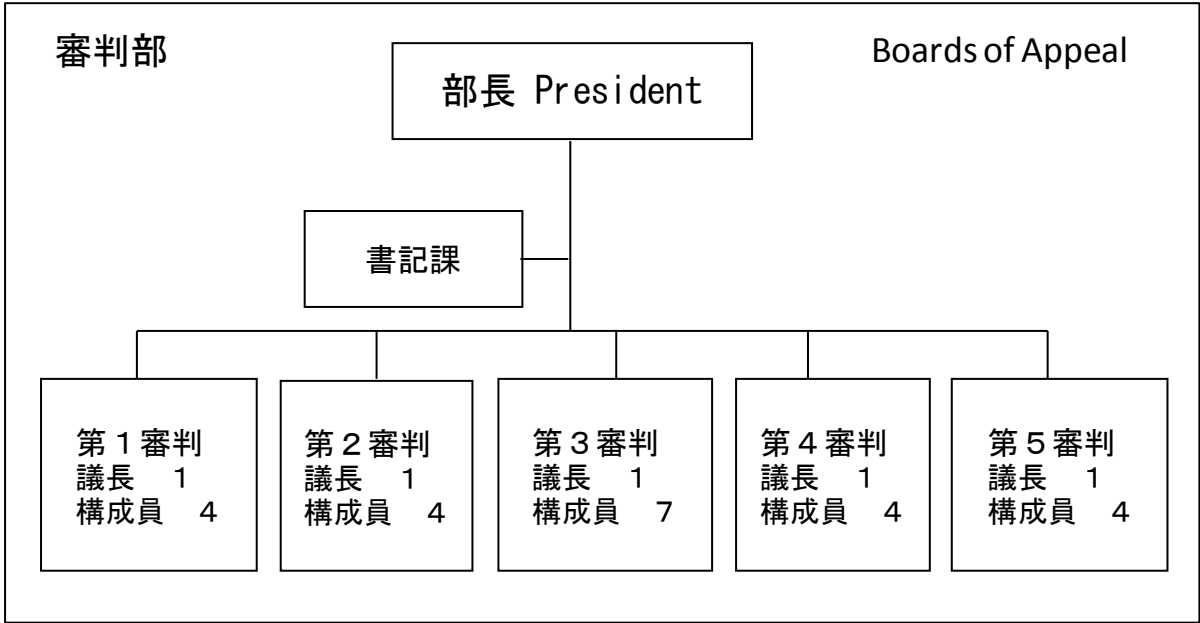 審判部
Boards of Appeal
部長 President
書記課
第１審判
議長　１
構成員　４
第２審判
議長　１
構成員　４
第３審判
議長　１
構成員　７
第４審判
議長　１
構成員　４
第５審判
議長　１
構成員　４